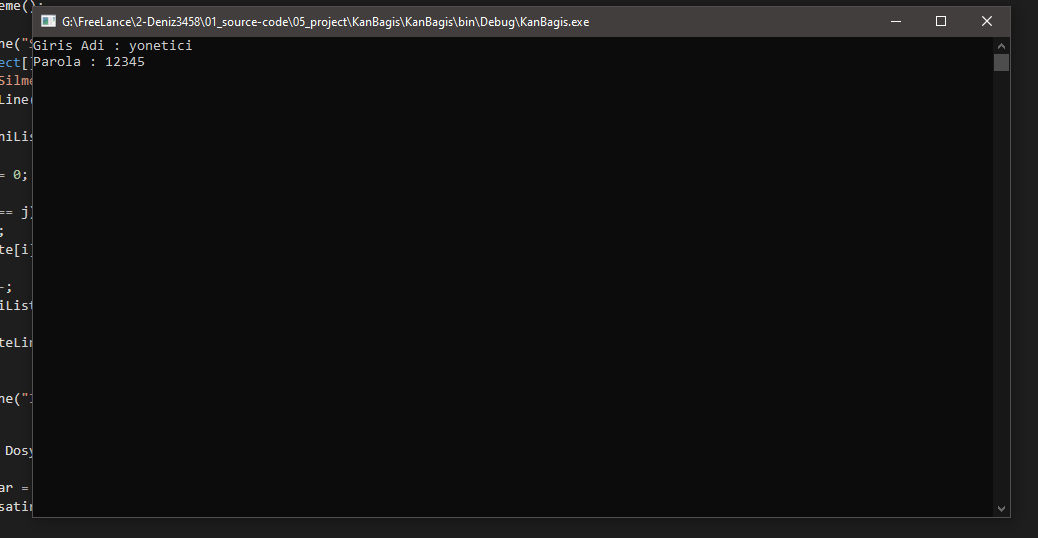 eme();
G:\FreeLance\2-Deniz3458\01_source-code\05_project\KanBagis\KanBagis\bin\Debug\KanBagis.exe
Giris Adi : yonetici
Parola : 12345
ne("S
ect[]
Silme
Line(
niLis
= 0;
== j)
;
te[i]
-;
iList
teLin
ne("
Dosy
ar =
satir